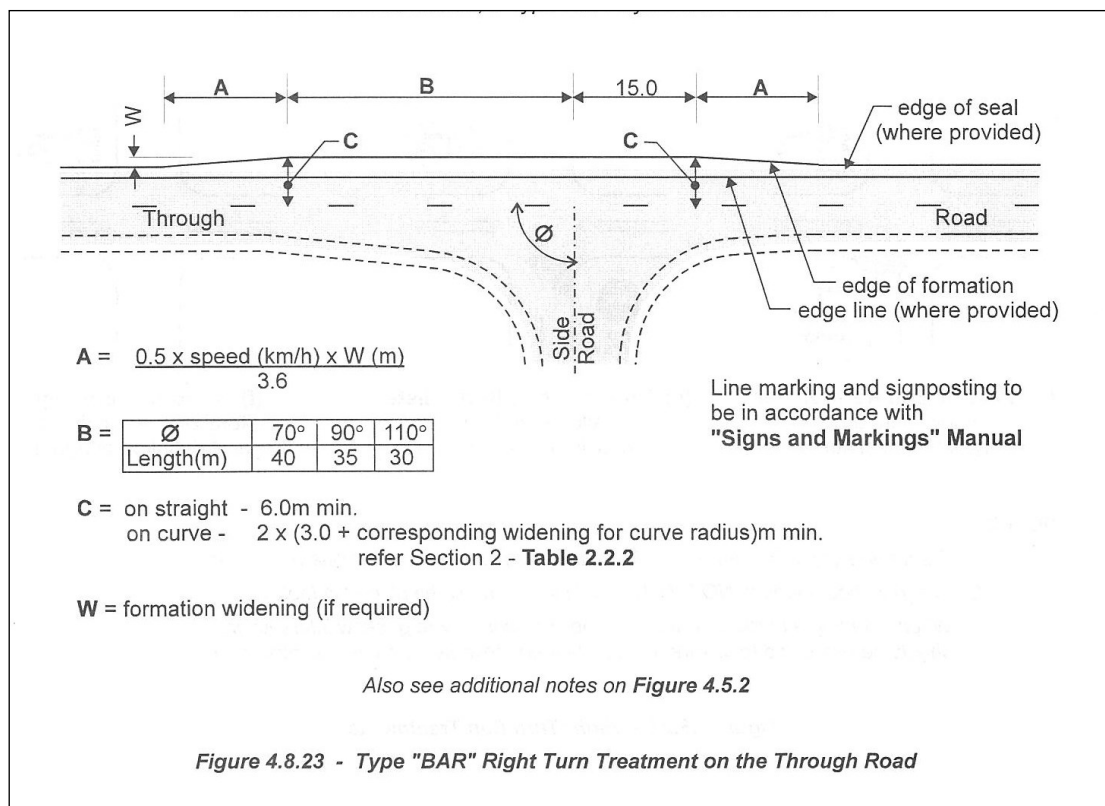 A
B
15.0
A
W
C
C
edge of seal
(where provided)
Through
Ø
Road
edge of formation
edge line (where provided)
Side
Road
A = 0.5 x speed (km/h) x W (m)
3.6
B = Ø 70° 90° 110°
Length(m) 40 35 30
Line marking and signposting to
be in accordance with
"Signs and Markings" Manual
C = on straight - 6.0m min.
on curve - 2 x (3.0 + corresponding widening for curve radius)m min.
refer Section 2 - Table 2.2.2
W = formation widening (if required)
Also see additional notes on Figure 4.5.2
Figure 4.8.23 - Type "BAR" Right Turn Treatment on the Through Road